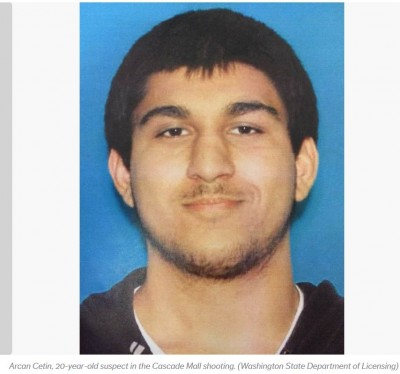 Arcan Cetin, 20-year-old suspect in the Cascade Mall shooting. (Washington State Department of Licensing)